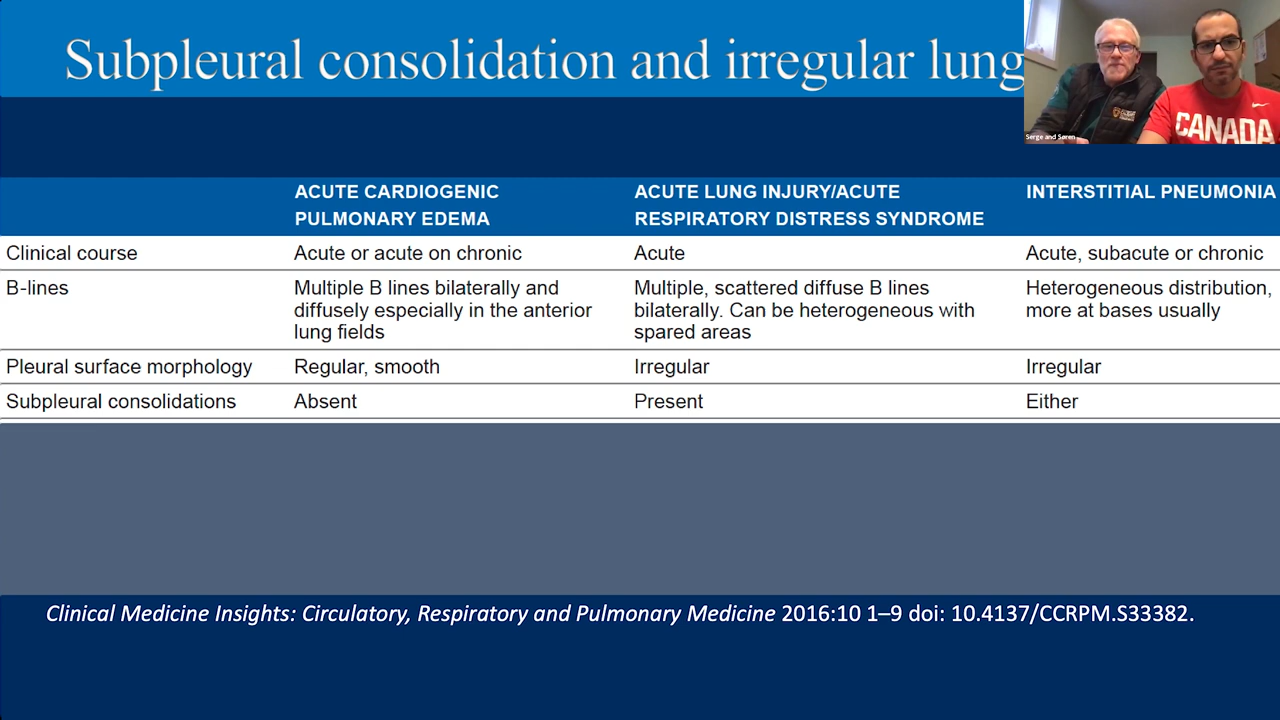 Subpleural consolidation and irregular lung
Serge and Søren
CANADA
ACUTE CARDIOGENIC
PULMONARY EDEMA
ACUTE LUNG INJURY/ACUTE
RESPIRATORY DISTRESS SYNDROME
INTERSTITIAL PNEUMONIA
Clinical course
Acute or acute on chronic
Acute
Acute, subacute or chronic
B-lines
Multiple B lines bilaterally and
diffusely especially in the anterior
lung fields
Multiple, scattered diffuse B lines
bilaterally. Can be heterogeneous with
spared areas
Heterogeneous distribution,
more at bases usually
Pleural surface morphology
Regular, smooth
Irregular
Irregular
Subpleural consolidations
Absent
Present
Either
Clinical Medicine Insights: Circulatory, Respiratory and Pulmonary Medicine 2016:10 1–9 doi: 10.4137/CCRPM.S33382.